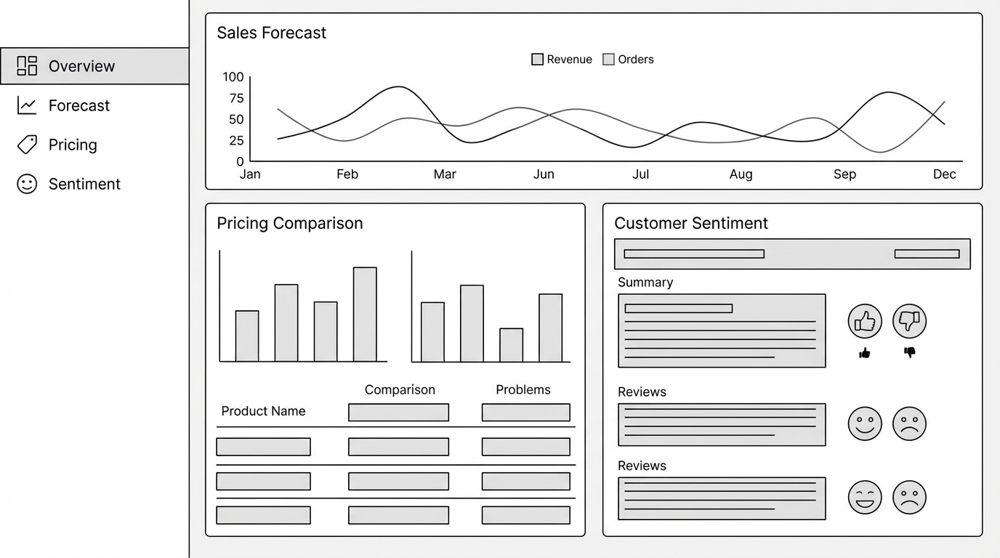 Overview
Forecast
Pricing
Sentiment
Sales Forecast
Revenue Orders
100
75
50
25
0
Jan Feb Mar Jun Jul Aug Sep Dec
Pricing Comparison
Comparison Problems
Product Name
Customer Sentiment
Summary
Reviews
Reviews